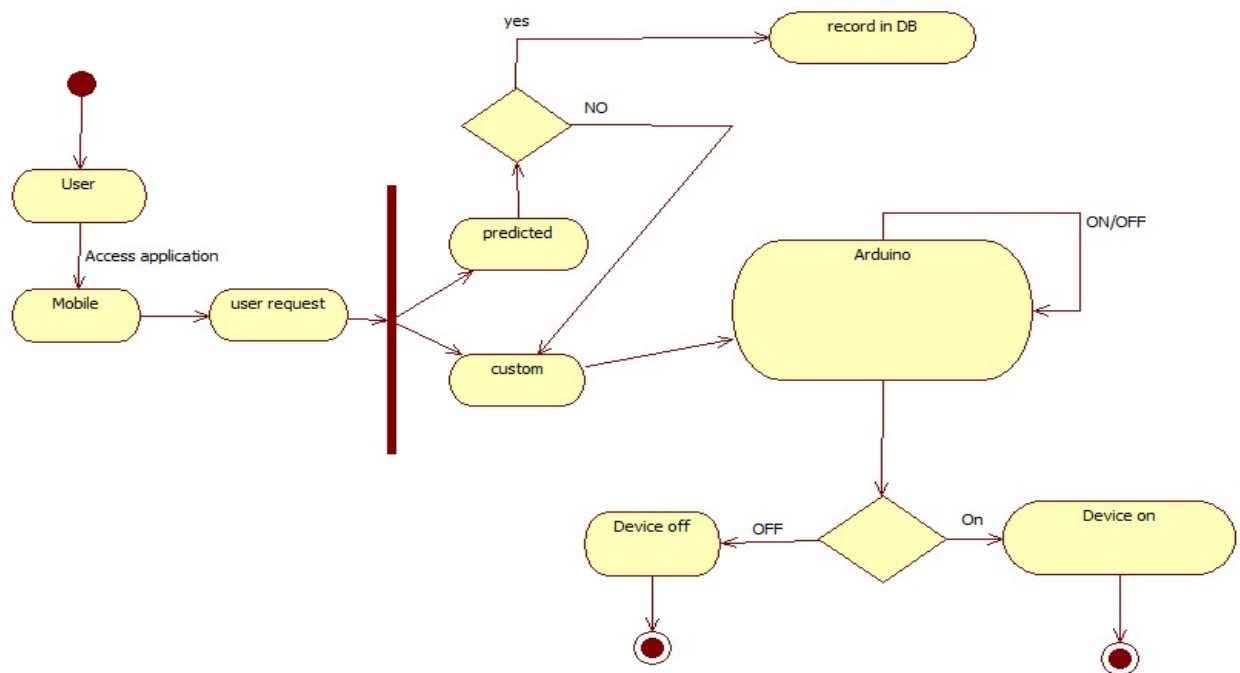 yes
record in DB
NO
User
predicted
ON/OFF
Arduino
Access application
Mobile
user request
custom
Device off
OFF
On
Device on